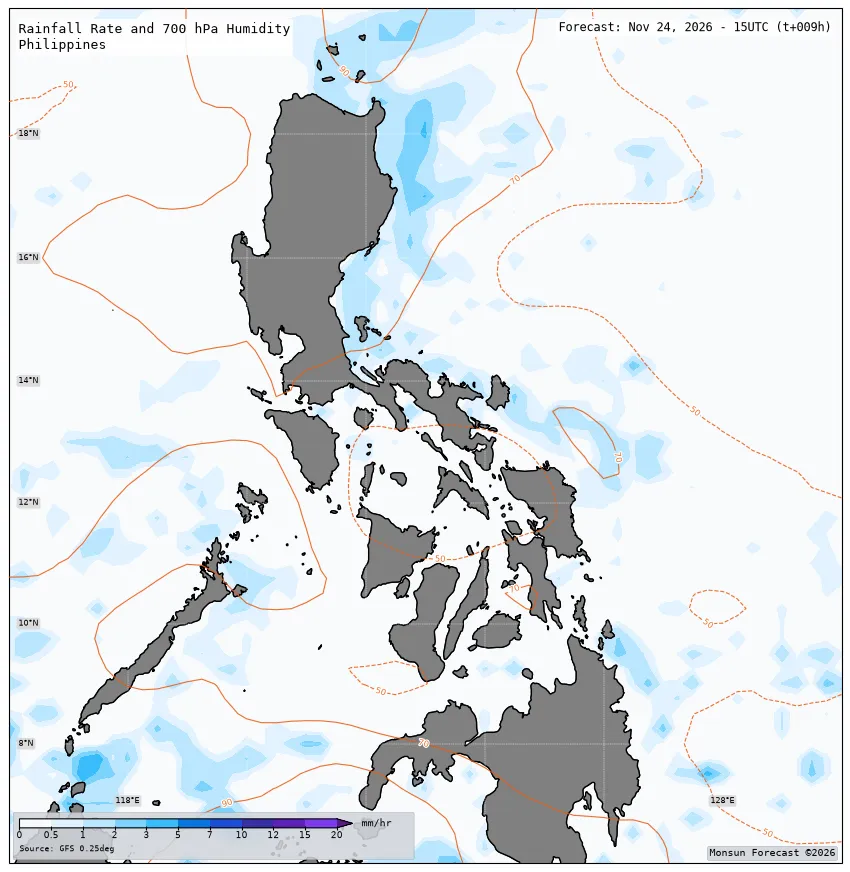 Rainfall Rate and 700 hPa Humidity
Philippines
Forecast: Nov 24, 2026 - 15UTC (t+009h)
90
50
18°N
70
16°N
14°N
50
70
12°N
50
70
10°N
50
50
8°N
70
118°E
128°E
90
50
0 0.5 1 2 3 5 7 10 12 15 20 mm/hr
Source: GFS 0.25deg
Monsun Forecast ©2026